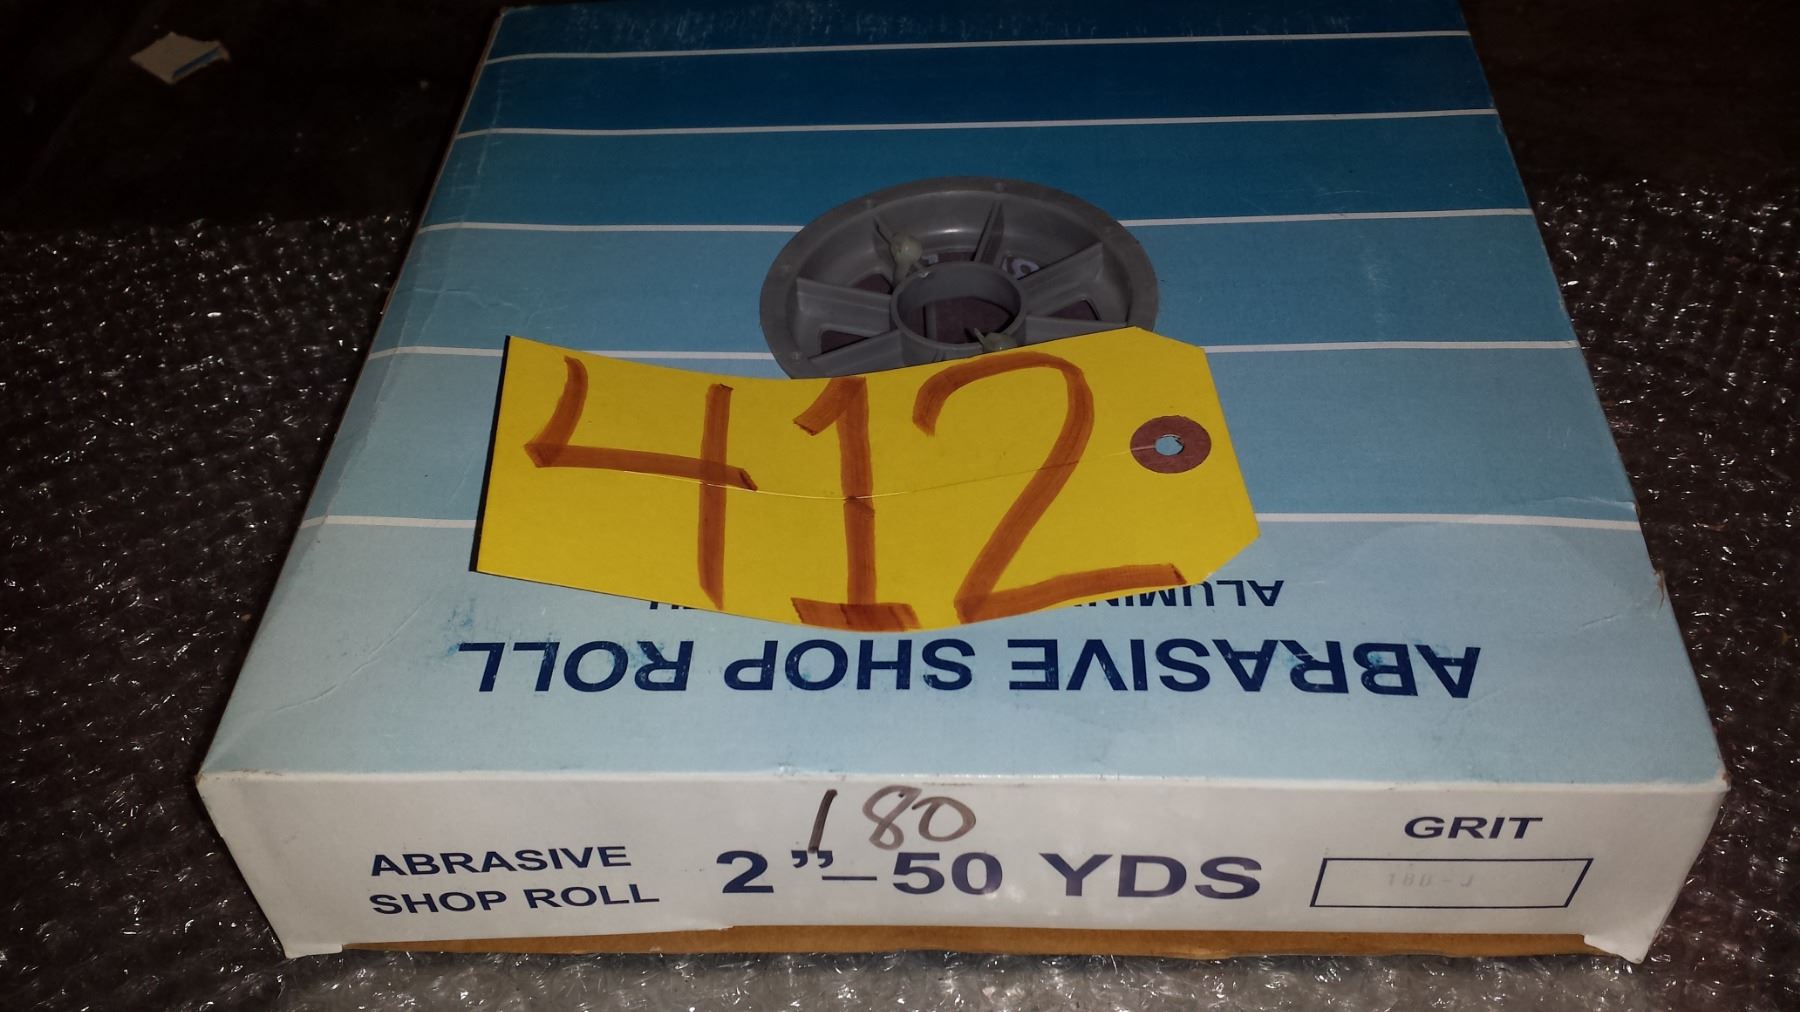 412
ABRASIVE SHOP ROLL
180
ABRASIVE
SHOP ROLL
2”–50 YDS
GRIT